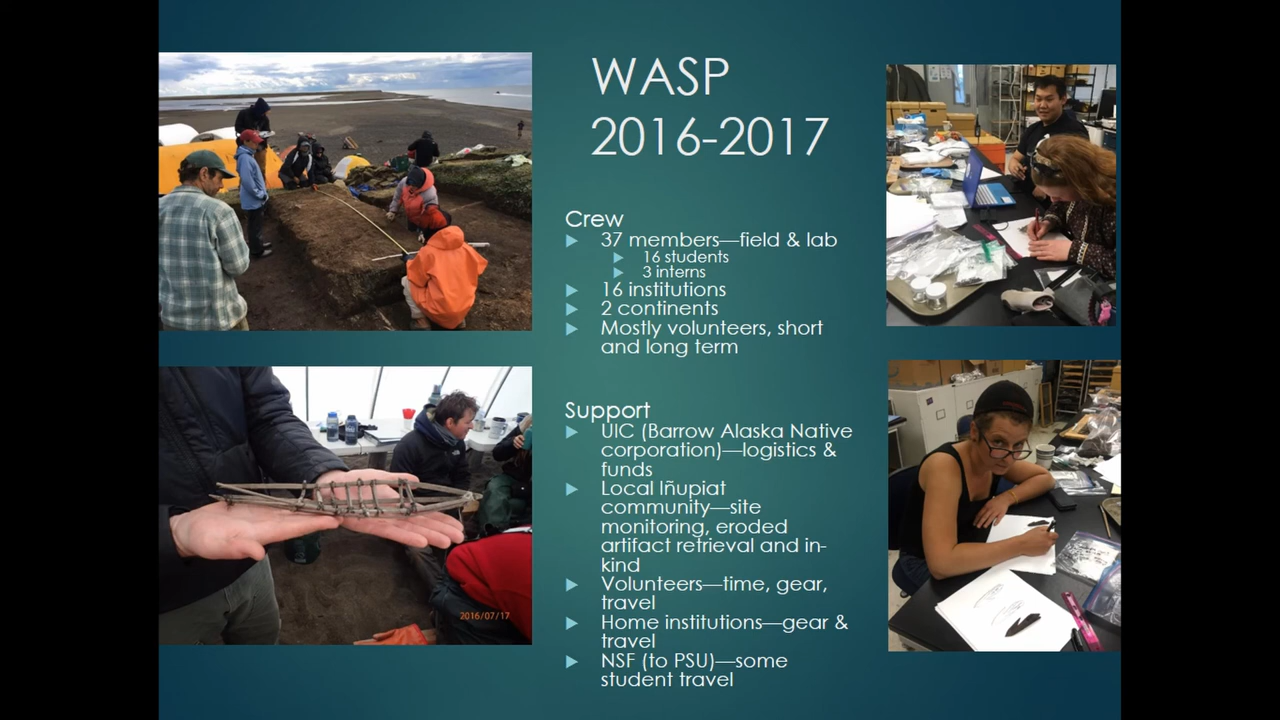 WASP
2016-2017
Crew
37 members—field & lab
16 students
3 interns
16 institutions
2 continents
Mostly volunteers, short
and long term
Support
UIC (Barrow Alaska Native
corporation)—logistics &
funds
Local Iñupiat
community—site
monitoring, eroded
artifact retrieval and in-
kind
Volunteers—time, gear,
travel
Home institutions—gear &
travel
NSF (to PSU)—some
student travel
2016/07/17